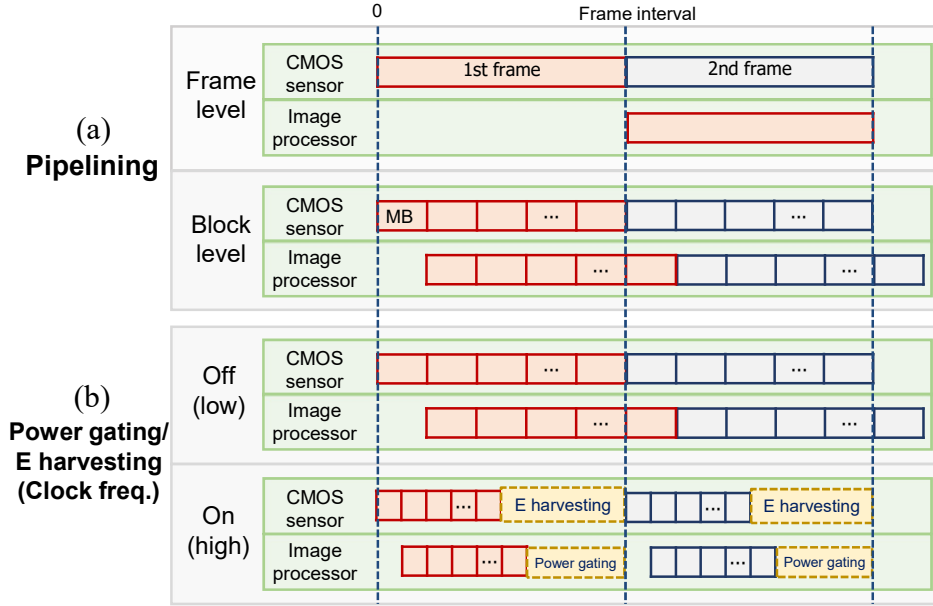 0
Frame interval
(a)
Pipelining
Frame
level
CMOS
sensor
1st frame
2nd frame
Image
processor
Block
level
CMOS
sensor
MB
...
...
Image
processor
...
...
(b)
Power gating/
E harvesting
(Clock freq.)
Off
(low)
CMOS
sensor
...
...
Image
processor
...
...
On
(high)
CMOS
sensor
...
E harvesting
...
E harvesting
Image
processor
...
Power gating
...
Power gating